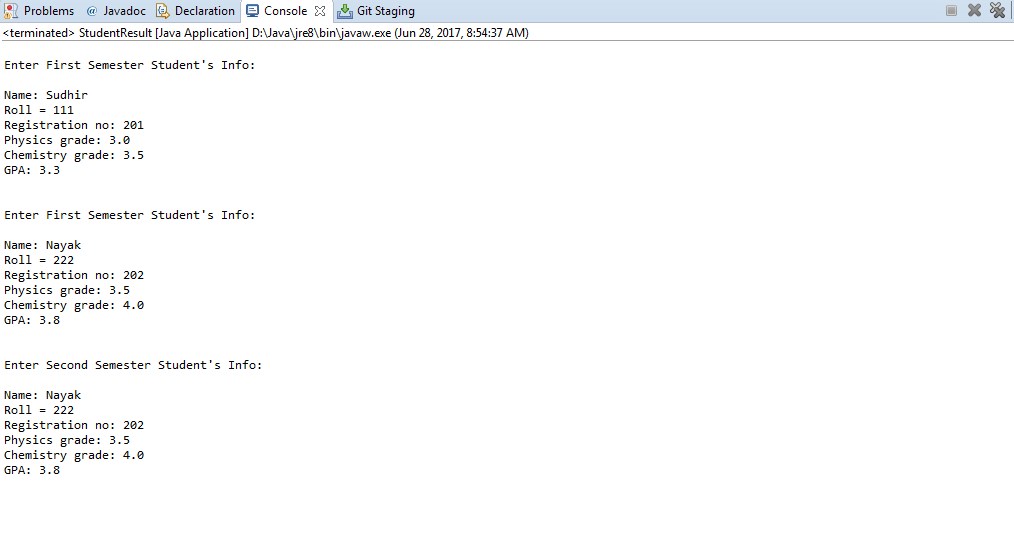 Problems @ Javadoc Declaration Console Git Staging
<terminated> StudentResult [Java Application] D:\Java\jre8\bin\javaw.exe (Jun 28, 2017, 8:54:37 AM)
Enter First Semester Student's Info:
Name: Sudhir
Roll = 111
Registration no: 201
Physics grade: 3.0
Chemistry grade: 3.5
GPA: 3.3
Enter First Semester Student's Info:
Name: Nayak
Roll = 222
Registration no: 202
Physics grade: 3.5
Chemistry grade: 4.0
GPA: 3.8
Enter Second Semester Student's Info:
Name: Nayak
Roll = 222
Registration no: 202
Physics grade: 3.5
Chemistry grade: 4.0
GPA: 3.8